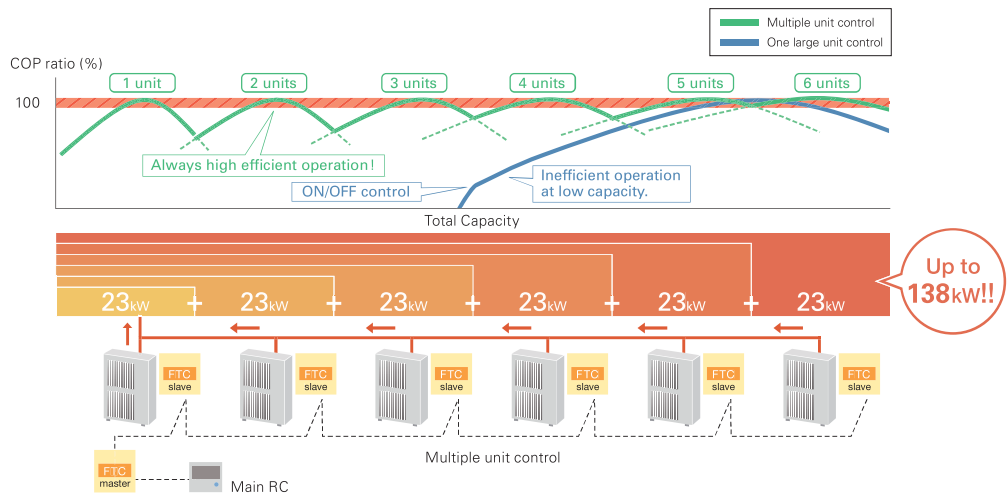 Multiple unit control
One large unit control
COP ratio (%)
1 unit
2 units
3 units
4 units
5 units
6 units
100
Always high efficient operation!
ON/OFF control
Inefficient operation
at low capacity.
Total Capacity
23kW
+
23kW
+
23kW
+
23kW
+
23kW
+
23kW
Up to
138kW!!
FTC
slave
FTC
slave
FTC
slave
FTC
slave
FTC
slave
FTC
slave
Multiple unit control
FTC
master
Main RC